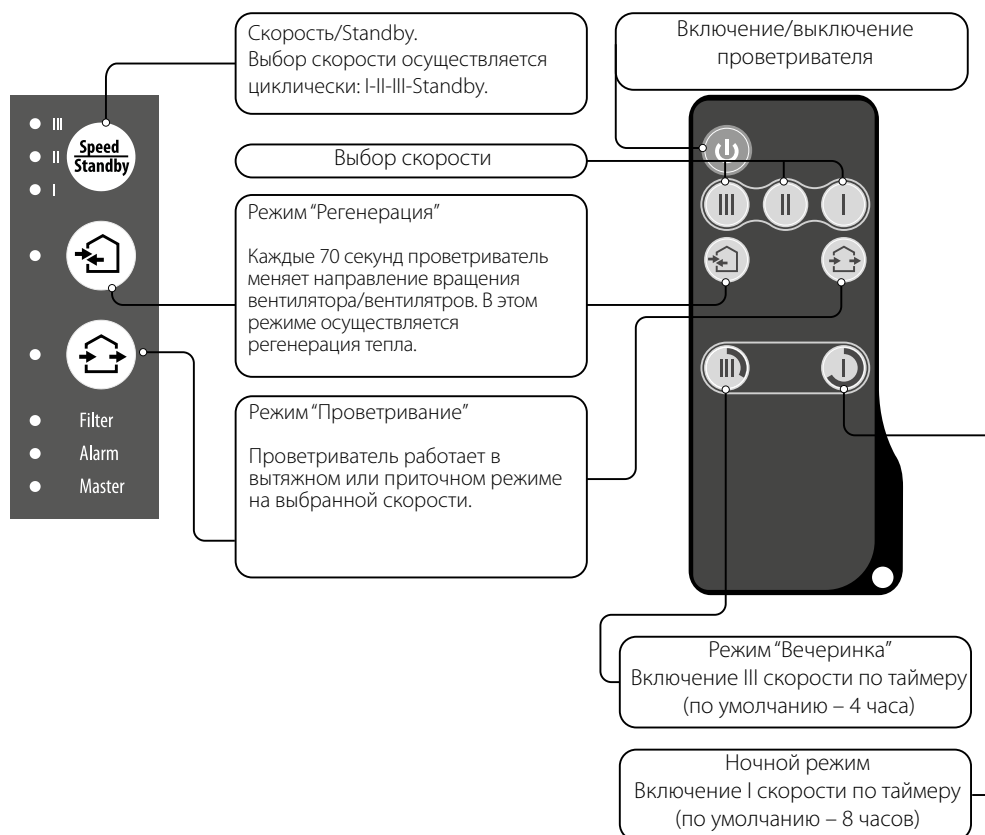 Скорость/Standby.
Выбор скорости осуществляется
циклически: I-II-III-Standby.
Включение/выключение
проветривателя
III
II
I
Speed
Standby
Выбор скорости
III
II
I
Режим "Регенерация"
Каждые 70 секунд проветриватель
меняет направление вращения
вентилятора/вентилятров. В этом
режиме осуществляется
регенерация тепла.
III
I
Режим "Проветривание"
Проветриватель работает в
вытяжном или приточном режиме
на выбранной скорости.
Filter
Alarm
Master
Режим "Вечеринка"
Включение III скорости по таймеру
(по умолчанию – 4 часа)
Ночной режим
Включение I скорости по таймеру
(по умолчанию – 8 часов)